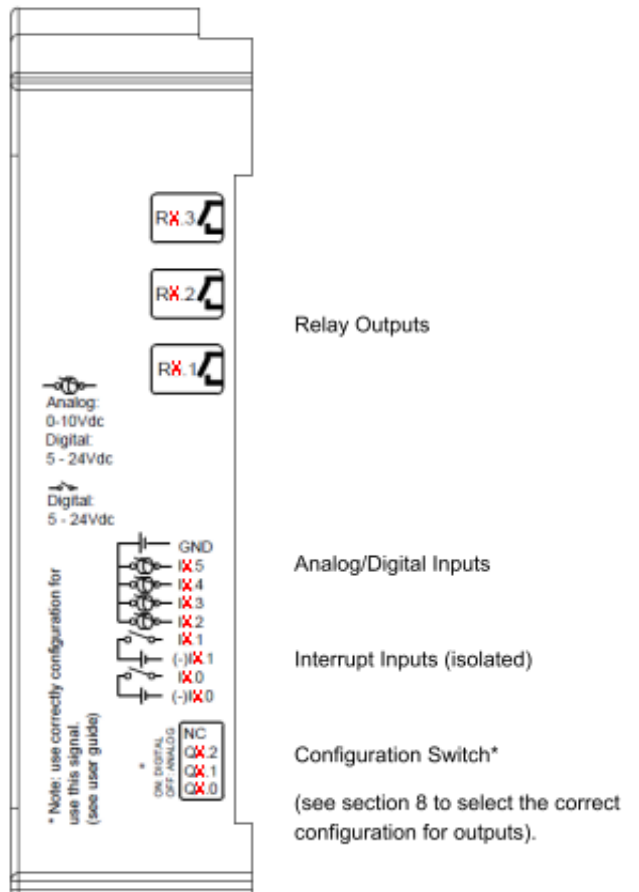 RX.3
RX.2
Relay Outputs
RX.1
Analog:
0-10Vdc
Digital:
5 - 24Vdc
Digital:
5 - 24Vdc
GND
IX.5
Analog/Digital Inputs
IX.4
IX.3
IX.2
IX.1
(-)IX.1
Interrupt Inputs (isolated)
IX.0
(-)IX.0
* Note: use correctly configuration for
use this signal.
(see user guide)
*
ON: DIGITAL
OFF: ANALOG
NC
QX.2
QX.1
QX.0
Configuration Switch*
(see section 8 to select the correct
configuration for outputs).